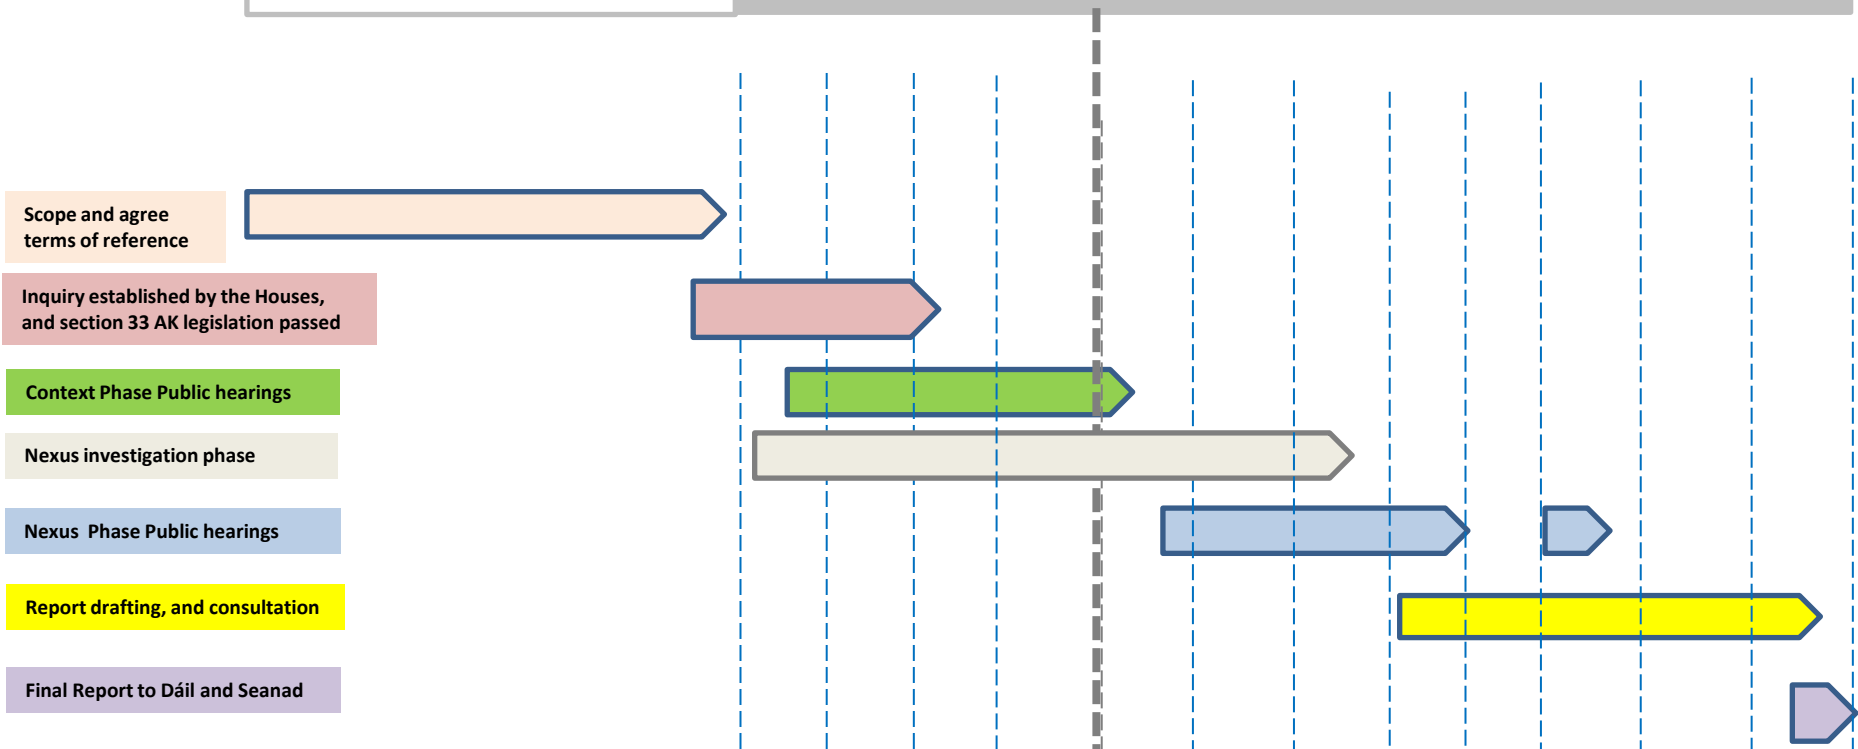 Scope and agree
terms of reference
Inquiry established by the Houses,
and section 33 AK legislation passed
Context Phase Public hearings
Nexus investigation phase
Nexus  Phase Public hearings
Report drafting, and consultation
Final Report to Dáil and Seanad